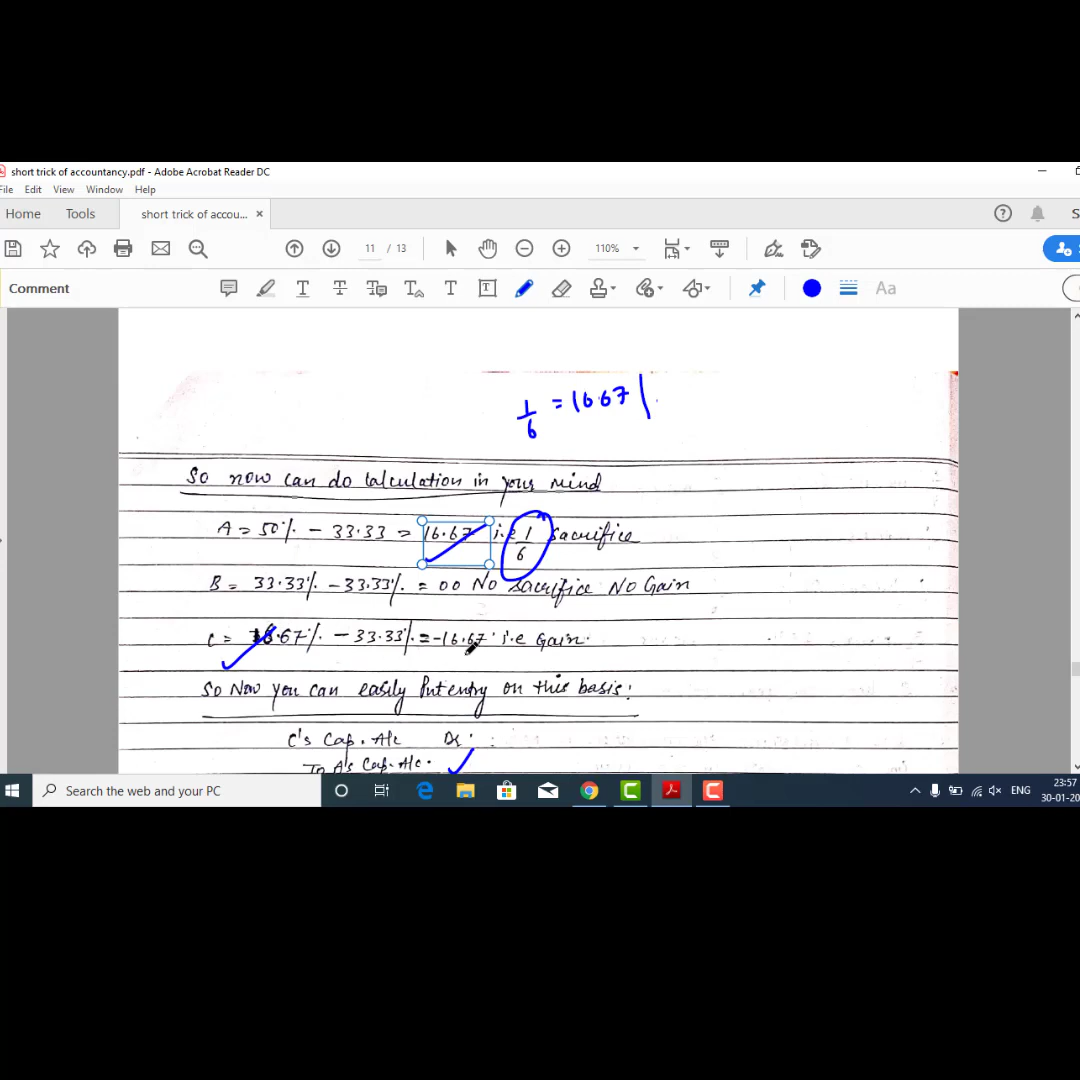 short trick of accountancy.pdf - Adobe Acrobat Reader DC
File Edit View Window Help
Home Tools short trick of accou... ×
11 / 13 110%
Comment Aa
1/6 = 16.67
So now can do calculation in your mind
A = 50% - 33.33 = 16.67 i.e 1/6 sacrifice
B = 33.33% - 33.33% = 00 No sacrifice No Gain
C = 16.67% - 33.33% = -16.67 i.e Gain.
So Now you can easily Put entry on this basis:
C's Cap. A/c Dr.
To A's Cap. A/c.
Search the web and your PC
ENG
23:57
30-01-20